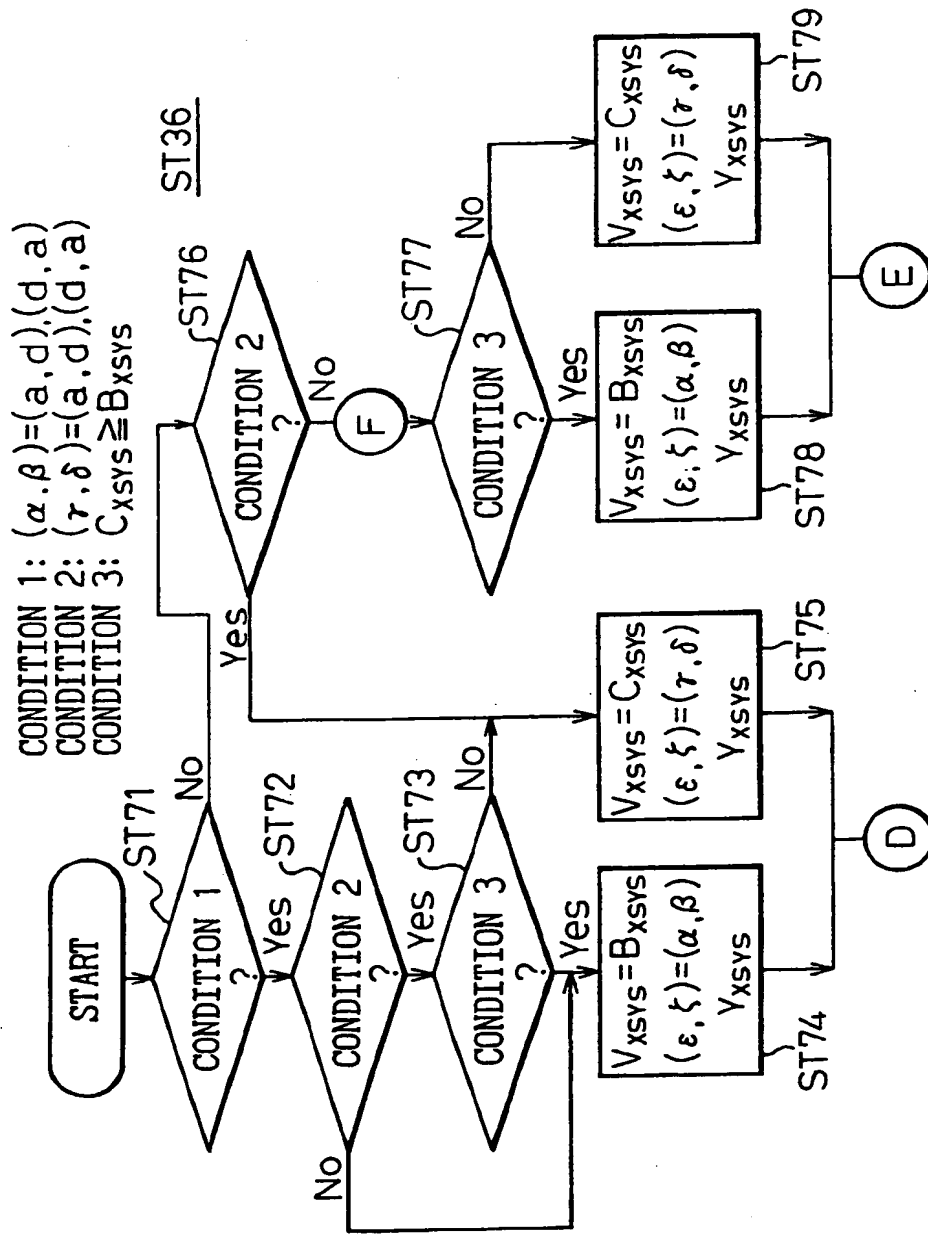 CONDITION 1: (α,β)=(a,d),(d,a)
CONDITION 2: (γ,δ)=(a,d),(d,a)
CONDITION 3: CXSYS≧BXSYS
ST36
START
ST71
CONDITION 1
?
No
Yes
ST72
CONDITION 2
?
No
Yes
ST73
CONDITION 3
?
No
Yes
ST76
CONDITION 2
?
Yes
No
F
ST77
CONDITION 3
?
No
Yes
VXSYS=BXSYS
(ε,ζ)=(α,β)
YXSYS
ST74
VXSYS=CXSYS
(ε,ζ)=(γ,δ)
YXSYS
ST75
VXSYS=BXSYS
(ε,ζ)=(α,β)
YXSYS
ST78
VXSYS=CXSYS
(ε,ζ)=(γ,δ)
YXSYS
ST79
D
E